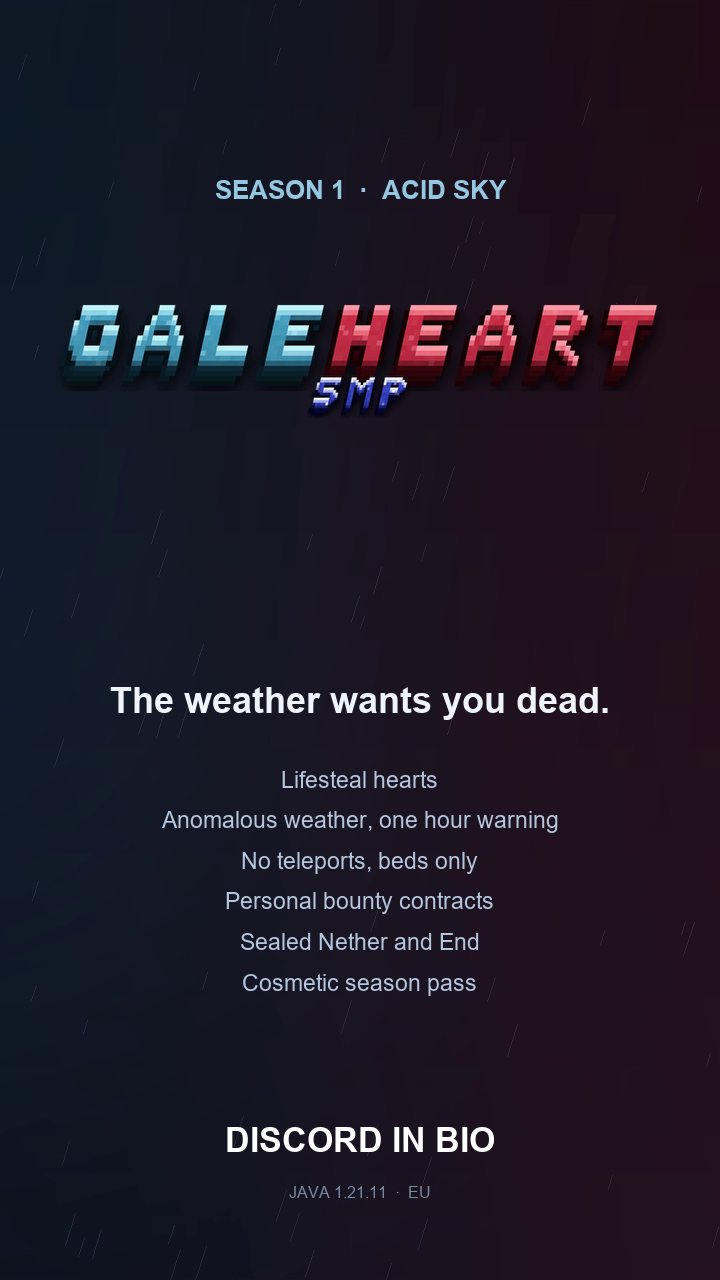 SEASON 1 · ACID SKY
GALEHEART
SMP
The weather wants you dead.
Lifesteal hearts
Anomalous weather, one hour warning
No teleports, beds only
Personal bounty contracts
Sealed Nether and End
Cosmetic season pass
DISCORD IN BIO
JAVA 1.21.11 · EU